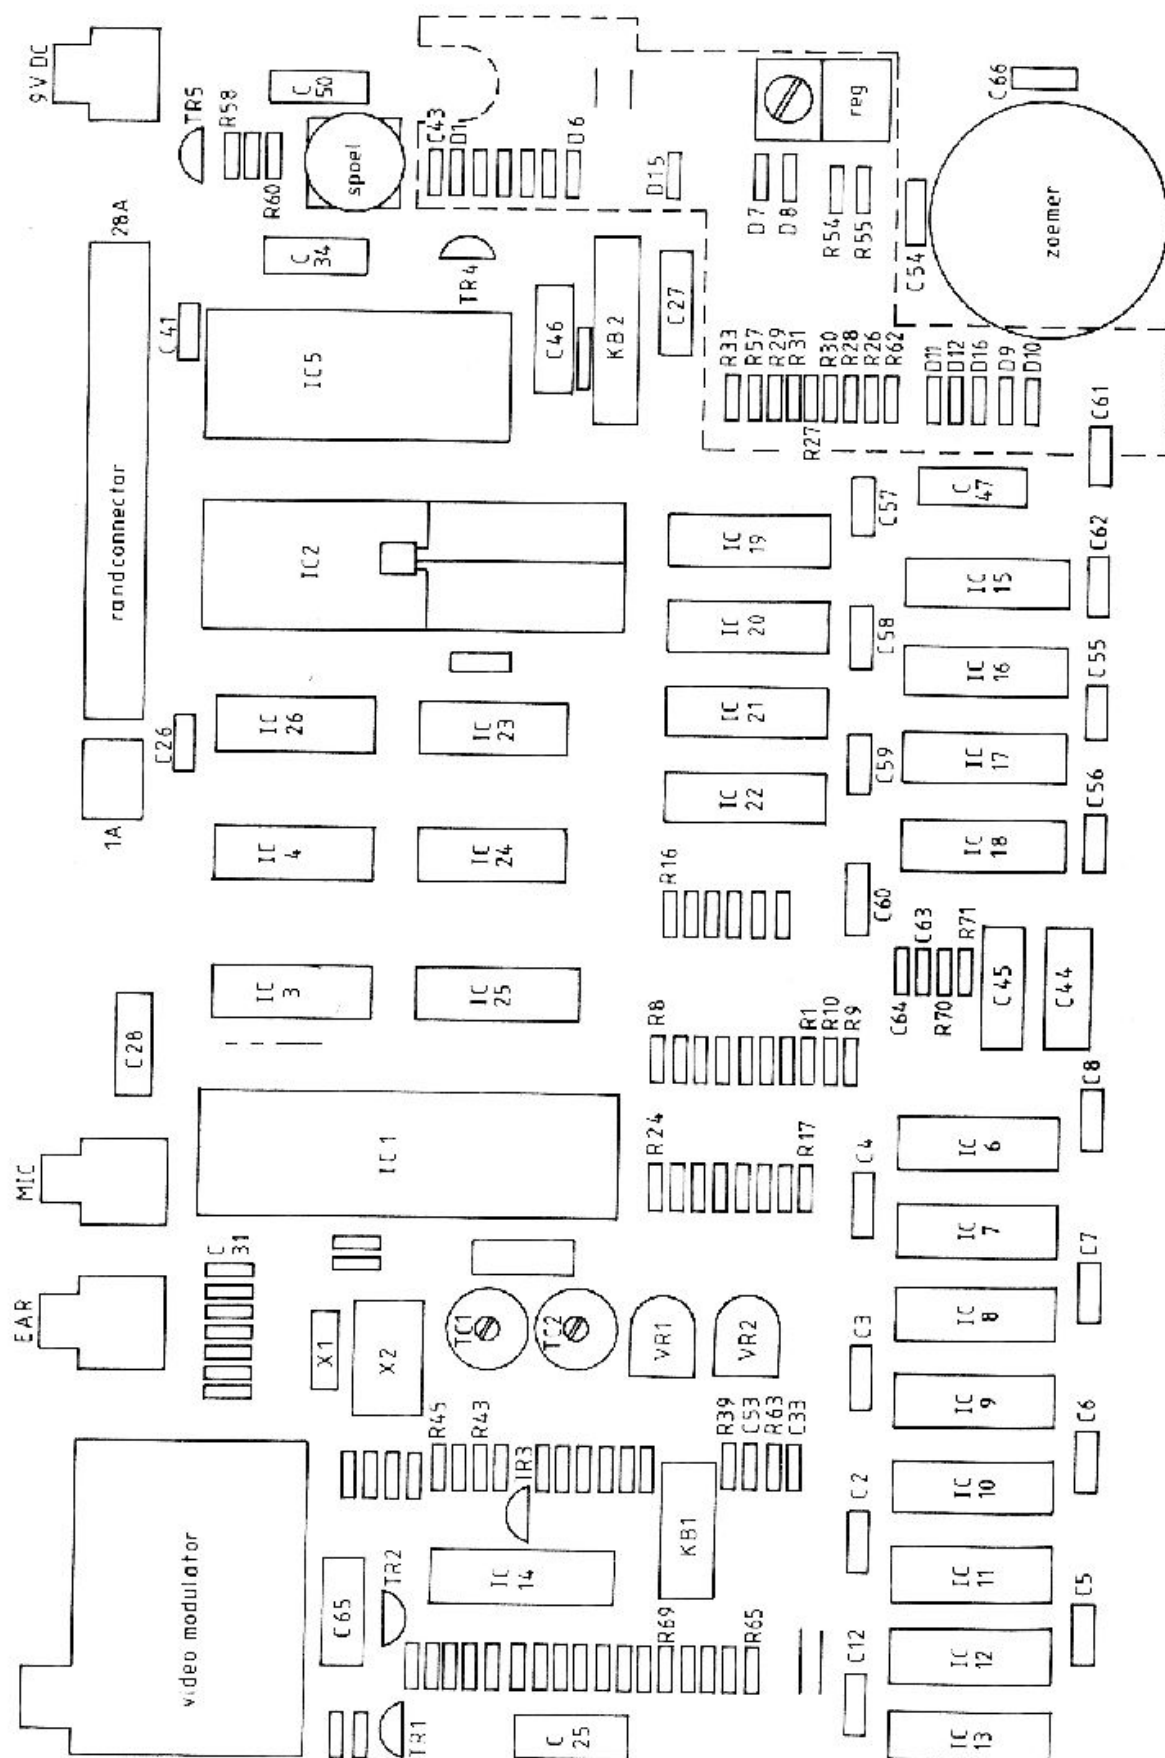 9V DC
TR5
R58
R60
C
50
spoel
C43
D1
D6
D15
reg
C66
28A
C41
C
34
TR4
D7
D8
R54
R55
C54
zoemer
randconnector
IC5
C46
KB2
C27
R33
R57
R29
R31
R27
R30
R28
R26
R62
D11
D12
D16
D9
D10
C61
IC2
IC
19
C57
C
47
IC
15
C62
IC
20
C58
IC
16
C55
1A
C26
IC
26
IC
23
IC
21
C59
IC
17
C56
IC
22
IC
18
IC
4
IC
24
R16
C60
C28
IC
3
IC
25
C64
C63
R70
R71
C45
C44
R8
R1
R10
R9
C8
MIC
IC1
R24
R17
C4
IC
6
IC
7
C7
EAR
C
31
X1
X2
TC1
TC2
VR1
VR2
C3
IC
8
IC
9
C6
video modulator
R45
R43
TR3
R39
C53
R63
C33
C2
IC
10
C65
TR2
IC
14
KB1
IC
11
C5
R69
R65
C12
IC
12
TR1
C
25
IC
13